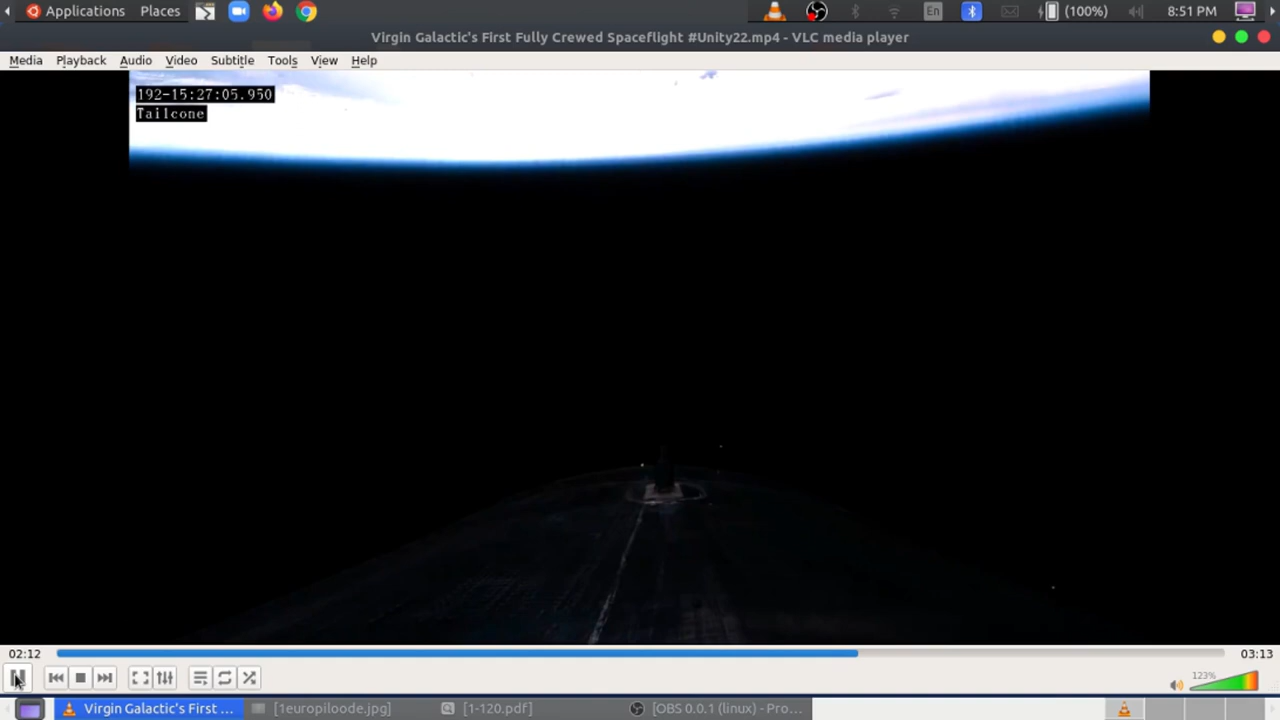 Applications Places En (100%) 8:51 PM
Virgin Galactic's First Fully Crewed Spaceflight #Unity22.mp4 - VLC media player
Media Playback Audio Video Subtitle Tools View Help
192-15:27:05.950
Tailcone
02:12 03:13
123%
Virgin Galactic's First ... [1europiloode.jpg] [1-120.pdf] [OBS 0.0.1 (linux) - Pro...